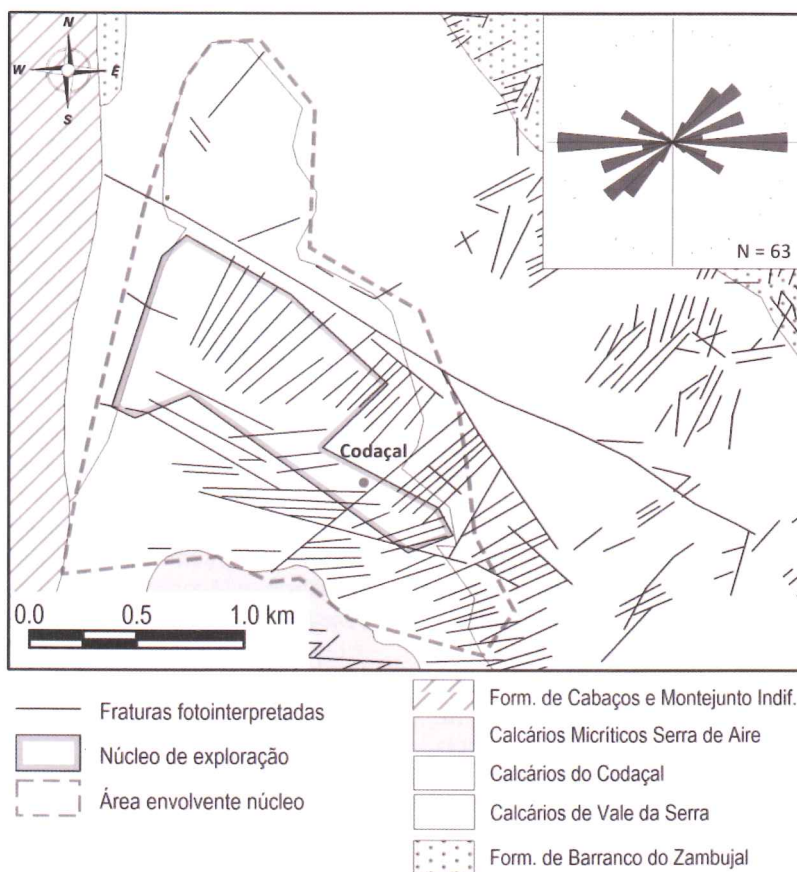 N
W E
S
N = 63
Codaçal
0.0 0.5 1.0 km
Fraturas fotointerpretadas
Núcleo de exploração
Área envolvente núcleo
Form. de Cabaços e Montejunto Indif.
Calcários Micríticos Serra de Aire
Calcários do Codaçal
Calcários de Vale da Serra
Form. de Barranco do Zambujal